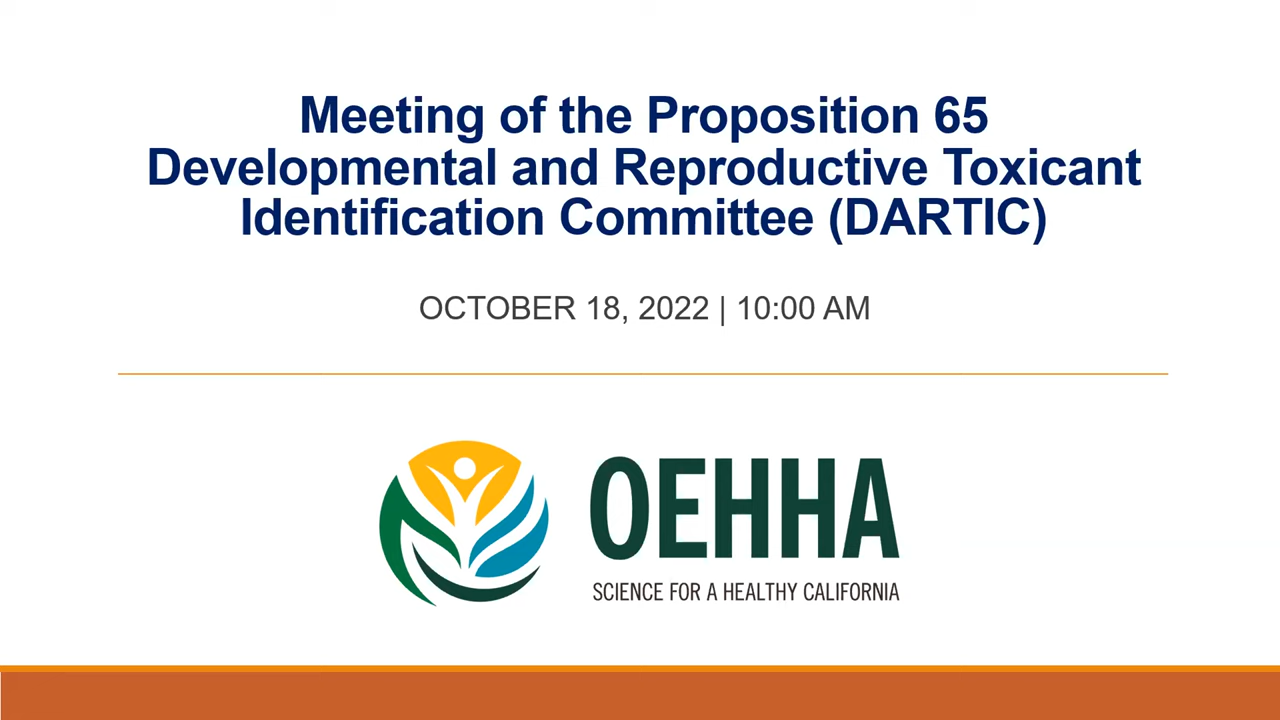 Meeting of the Proposition 65
Developmental and Reproductive Toxicant
Identification Committee (DARTIC)
OCTOBER 18, 2022 | 10:00 AM
OEHHA
SCIENCE FOR A HEALTHY CALIFORNIA